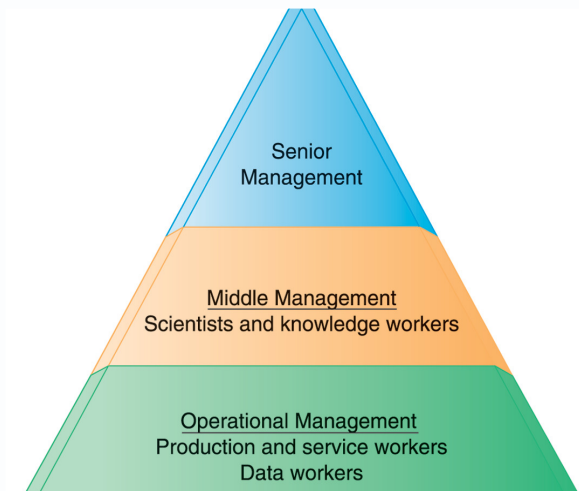 Senior
Management
Middle Management
Scientists and knowledge workers
Operational Management
Production and service workers
Data workers